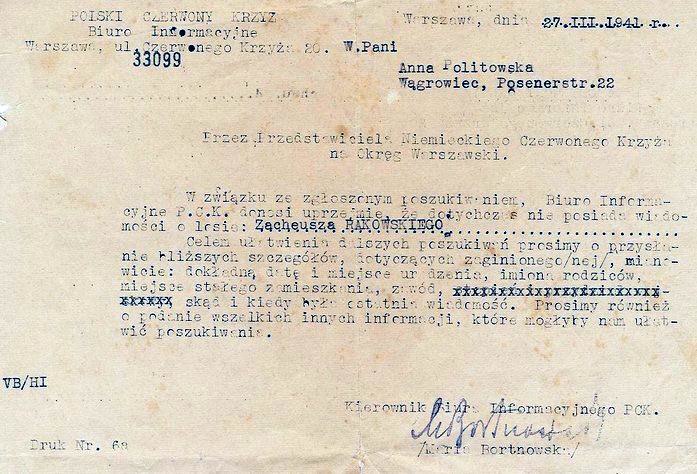 POLSKI CZERWONY KRZYŻ
Biuro Informacyjne
Warszawa, ul.Czerwonego Krzyża 20.
33099
Warszawa, dnia 27.III.1941 r.
W.Pani
Anna Politowska
Wągrowiec, Posenerstr.22
Przez Przedstawiciela Niemieckiego Czerwonego Krzyża
na Okręg Warszawski.
W związku ze zgłoszonym poszukiwaniem, Biuro Informa-
cyjne P.C.K. donosi uprzejmie, że dotychczas nie posiada wiado-
mości o losie: Zacheusza RAKOWSKIEGO
Celem ułatwienia dalszych poszukiwań prosimy o przysła-
nie bliższych szczegółów, dotyczących zaginionego/nej/, miano-
wicie: dokładną datę i miejsce urodzenia, imiona rodziców,
miejsce stałego zamieszkania, zawód,
skąd i kiedy była ostatnia wiadomość. Prosimy również
o podanie wszelkich innych informacji, które mogłyby nam ułat-
wić poszukiwania.
VB/HI
Kierownik Biura Informacyjnego PCK.
MBortnowska
/Maria Bortnowska/
Druk Nr. 6a